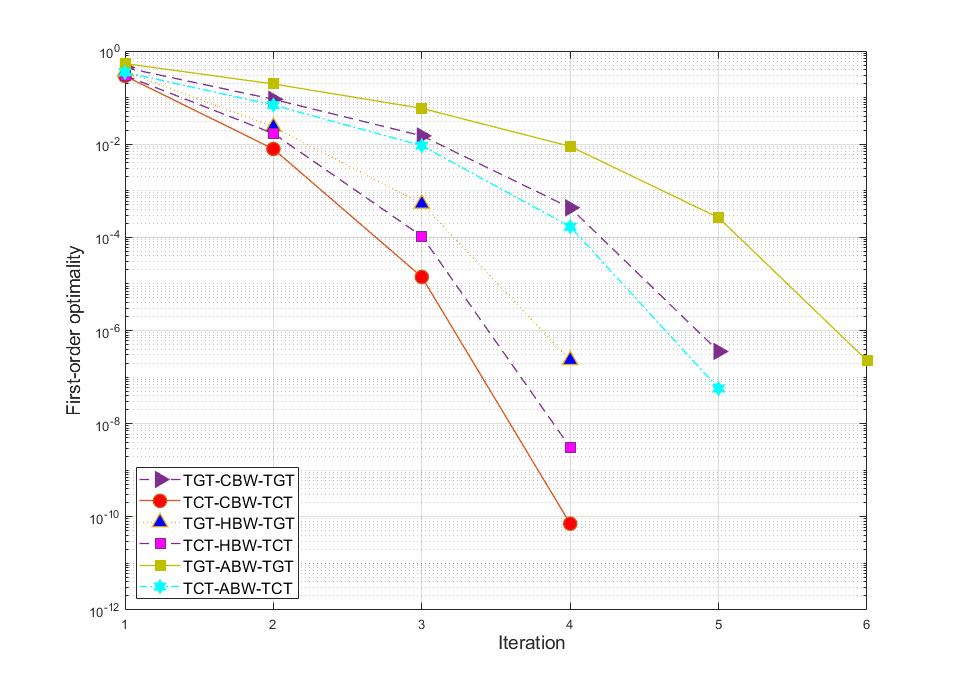 10^0
10^-2
10^-4
10^-6
10^-8
10^-10
10^-12
First-order optimality
TGT-CBW-TGT
TCT-CBW-TCT
TGT-HBW-TGT
TCT-HBW-TCT
TGT-ABW-TGT
TCT-ABW-TCT
1 2 3 4 5 6
Iteration